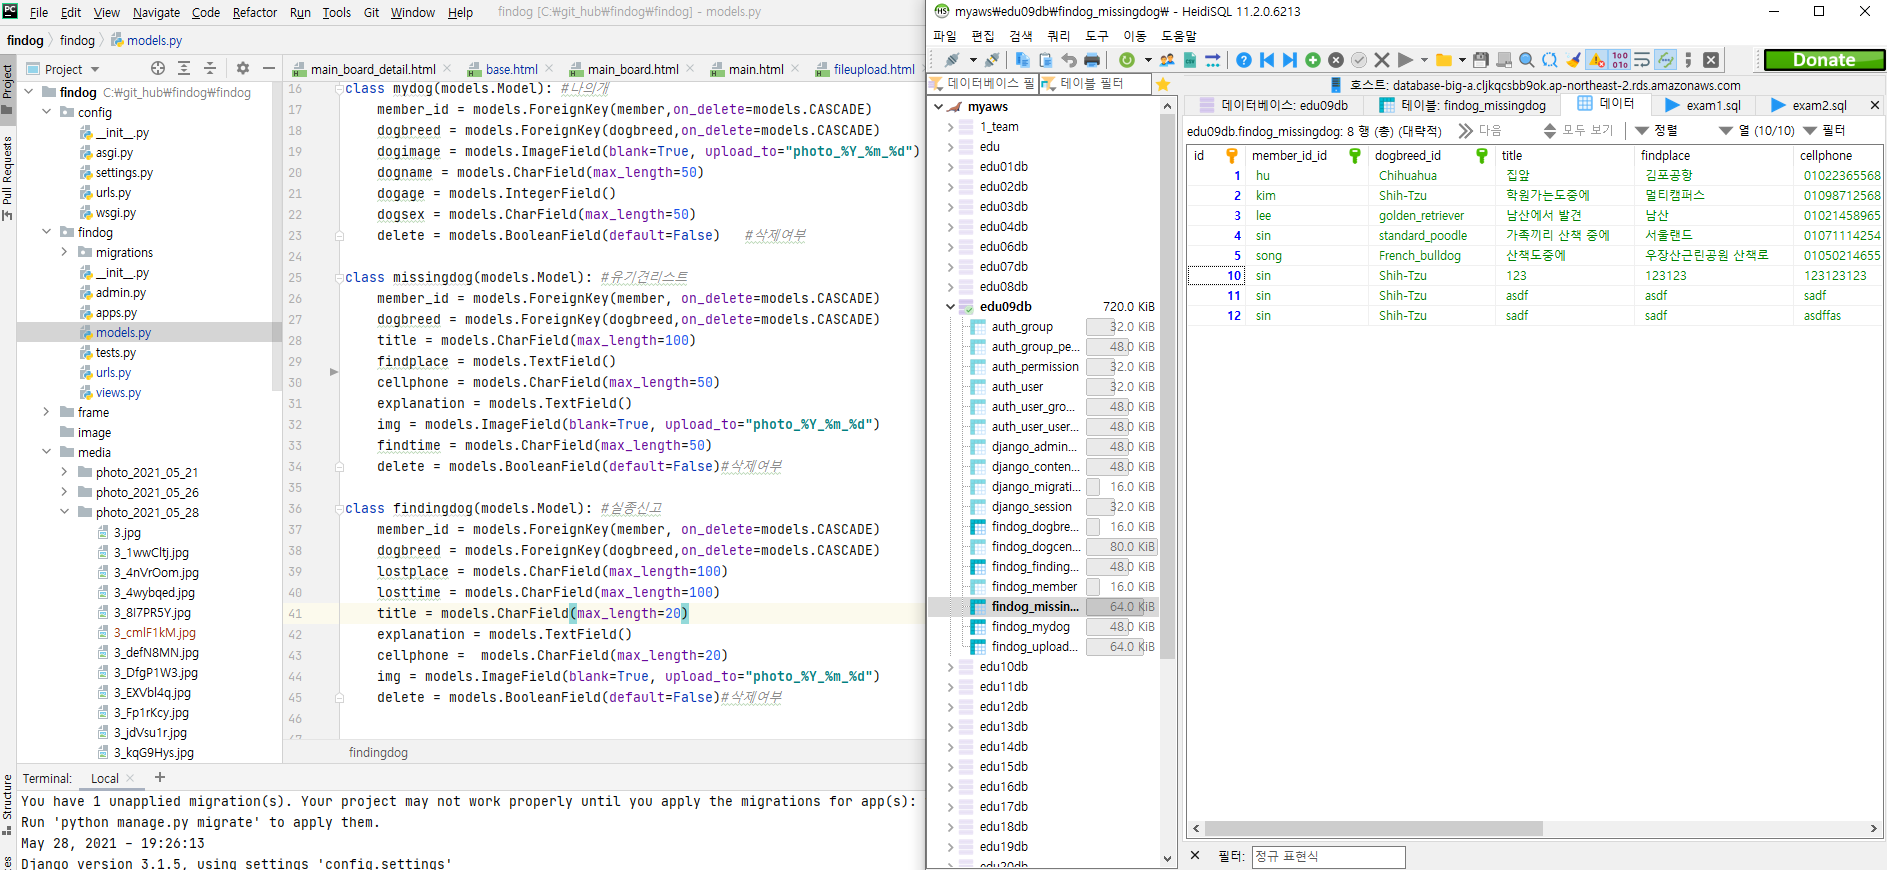 File Edit View Navigate Code Refactor Run Tools Git Window Help findog [C:₩git_hub₩findog₩findog] - models.py
findog findog models.py
Project
Pull Requests
Structure
Project
findog C:₩git_hub₩findog₩findog
config
__init__.py
asgi.py
settings.py
urls.py
wsgi.py
findog
migrations
__init__.py
admin.py
apps.py
models.py
tests.py
urls.py
views.py
frame
image
media
photo_2021_05_21
photo_2021_05_26
photo_2021_05_28
3.jpg
3_1wwCltj.jpg
3_4nVrOom.jpg
3_4wybqed.jpg
3_8I7PR5Y.jpg
3_cmlF1kM.jpg
3_defN8MN.jpg
3_DfgP1W3.jpg
3_EXVbl4q.jpg
3_Fp1rKcy.jpg
3_jdVsu1r.jpg
3_kqG9Hys.jpg
main_board_detail.html base.html main_board.html main.html fileupload.html
16 class mydog(models.Model): #나의개
17 member_id = models.ForeignKey(member,on_delete=models.CASCADE)
18 dogbreed = models.ForeignKey(dogbreed,on_delete=models.CASCADE)
19 dogimage = models.ImageField(blank=True, upload_to="photo_%Y_%m_%d")
20 dogname = models.CharField(max_length=50)
21 dogage = models.IntegerField()
22 dogsex = models.CharField(max_length=50)
23 delete = models.BooleanField(default=False) #삭제여부
24
25 class missingdog(models.Model): #유기견리스트
26 member_id = models.ForeignKey(member, on_delete=models.CASCADE)
27 dogbreed = models.ForeignKey(dogbreed,on_delete=models.CASCADE)
28 title = models.CharField(max_length=100)
29 findplace = models.TextField()
30 cellphone = models.CharField(max_length=50)
31 explanation = models.TextField()
32 img = models.ImageField(blank=True, upload_to="photo_%Y_%m_%d")
33 findtime = models.CharField(max_length=50)
34 delete = models.BooleanField(default=False)#삭제여부
35
36 class findingdog(models.Model): #실종신고
37 member_id = models.ForeignKey(member, on_delete=models.CASCADE)
38 dogbreed = models.ForeignKey(dogbreed,on_delete=models.CASCADE)
39 lostplace = models.CharField(max_length=100)
40 losttime = models.CharField(max_length=100)
41 title = models.CharField(max_length=20)
42 explanation = models.TextField()
43 cellphone = models.CharField(max_length=20)
44 img = models.ImageField(blank=True, upload_to="photo_%Y_%m_%d")
45 delete = models.BooleanField(default=False)#삭제여부
46
findingdog
Terminal: Local +
You have 1 unapplied migration(s). Your project may not work properly until you apply the migrations for app(s):
Run 'python manage.py migrate' to apply them.
May 28, 2021 - 19:26:13
Django version 3.1.5, using settings 'config.settings'
myaws₩edu09db₩findog_missingdog₩ - HeidiSQL 11.2.0.6213
파일 편집 검색 쿼리 도구 이동 도움말
Donate
데이터베이스 필 테이블 필터
myaws
1_team
edu
edu01db
edu02db
edu03db
edu04db
edu06db
edu07db
edu08db
edu09db 720.0 KiB
auth_group 32.0 KiB
auth_group_pe... 48.0 KiB
auth_permission 32.0 KiB
auth_user 32.0 KiB
auth_user_gro... 48.0 KiB
auth_user_user... 48.0 KiB
django_admin... 48.0 KiB
django_conten... 48.0 KiB
django_migrati... 16.0 KiB
django_session 32.0 KiB
findog_dogbre... 16.0 KiB
findog_dogcen... 80.0 KiB
findog_finding... 48.0 KiB
findog_member 16.0 KiB
findog_missin... 64.0 KiB
findog_mydog 48.0 KiB
findog_upload... 64.0 KiB
edu10db
edu11db
edu12db
edu13db
edu14db
edu15db
edu16db
edu17db
edu18db
edu19db
edu20db
호스트: database-big-a.cljkqcsbb9ok.ap-northeast-2.rds.amazonaws.com
데이터베이스: edu09db 테이블: findog_missingdog 데이터 exam1.sql exam2.sql
edu09db.findog_missingdog: 8 행 (총) (대략적) 다음 모두 보기 정렬 열 (10/10) 필터
id member_id_id dogbreed_id title findplace cellphone
1 hu Chihuahua 집앞 김포공항 01022365568
2 kim Shih-Tzu 학원가는도중에 멀티캠퍼스 01098712568
3 lee golden_retriever 남산에서 발견 남산 01021458965
4 sin standard_poodle 가족끼리 산책 중에 서울랜드 01071114254
5 song French_bulldog 산책도중에 우장산근린공원 산책로 01050214655
10 sin Shih-Tzu 123 123123 123123123
11 sin Shih-Tzu asdf asdf sadf
12 sin Shih-Tzu sadf sadf asdffas
필터: 정규 표현식